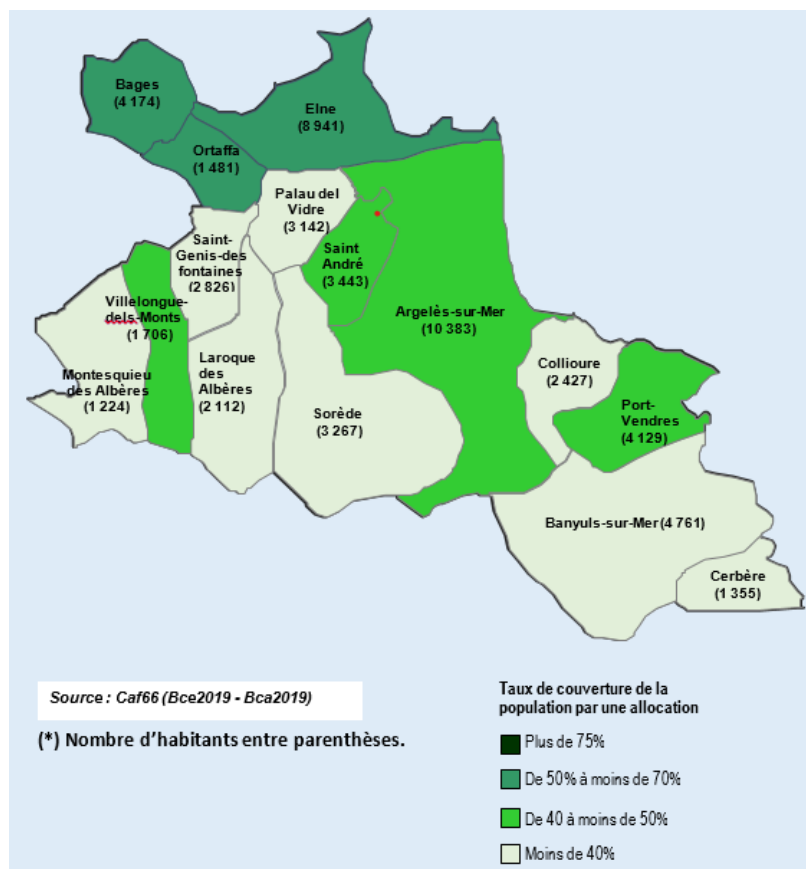 Bages
(4 174)
Elne
(8 941)
Ortaffa
(1 481)
Palau del
Vidre
(3 142)
Saint-
Genis-des
fontaines
(2 826)
Saint
André
(3 443)
Villelongue-
dels-Monts
(1 706)
Argelès-sur-Mer
(10 383)
Collioure
(2 427)
Laroque
des
Albères
(2 112)
Montesquieu
des Albères
(1 224)
Sorède
(3 267)
Port-
Vendres
(4 129)
Banyuls-sur-Mer (4 761)
Cerbère
(1 355)
Source : Caf66 (Bce2019 - Bca2019)
(*) Nombre d’habitants entre parenthèses.
Taux de couverture de la
population par une allocation
Plus de 75%
De 50% à moins de 70%
De 40 à moins de 50%
Moins de 40%